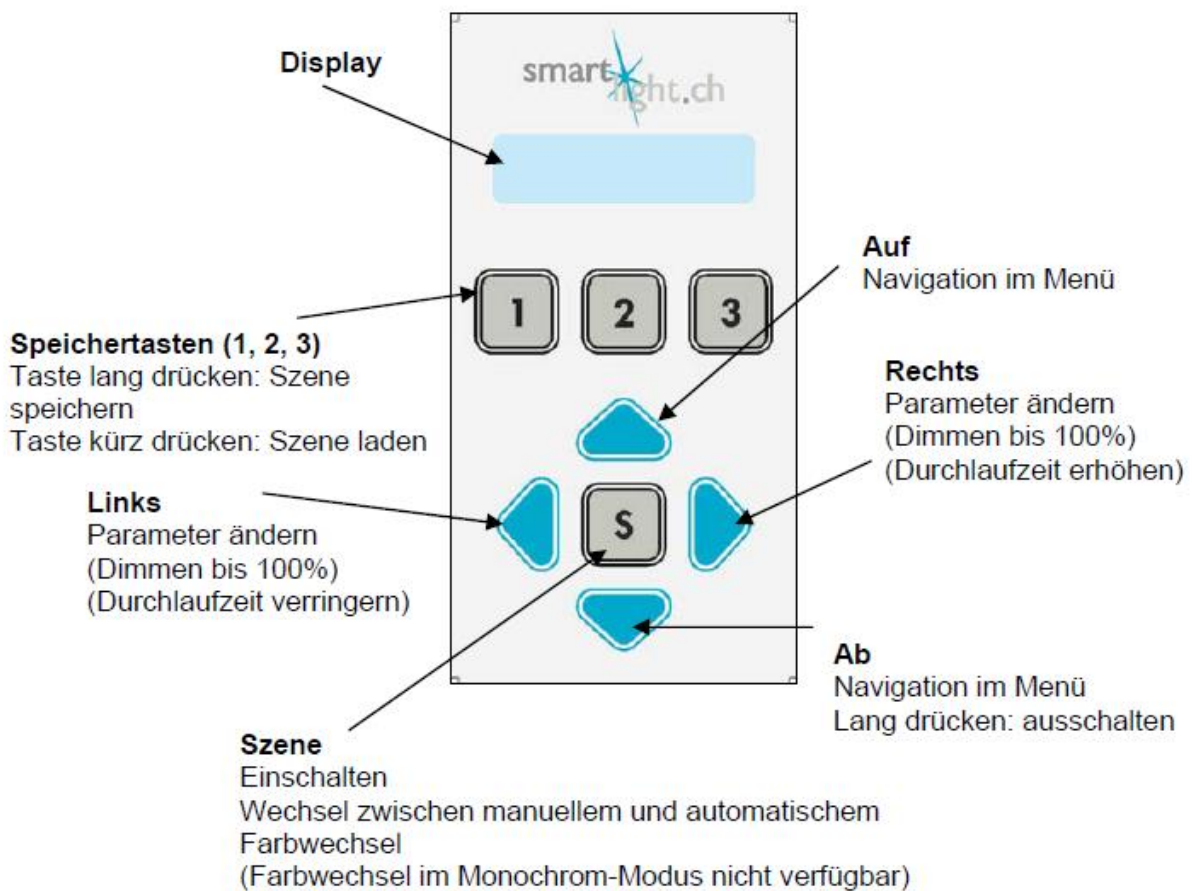 Display
smart
light.ch
1 2 3
Auf
Navigation im Menü
Speichertasten (1, 2, 3)
Taste lang drücken: Szene
speichern
Taste kürz drücken: Szene laden
Rechts
Parameter ändern
(Dimmen bis 100%)
(Durchlaufzeit erhöhen)
Links
Parameter ändern
(Dimmen bis 100%)
(Durchlaufzeit verringern)
S
Ab
Navigation im Menü
Lang drücken: ausschalten
Szene
Einschalten
Wechsel zwischen manuellem und automatischem
Farbwechsel
(Farbwechsel im Monochrom-Modus nicht verfügbar)